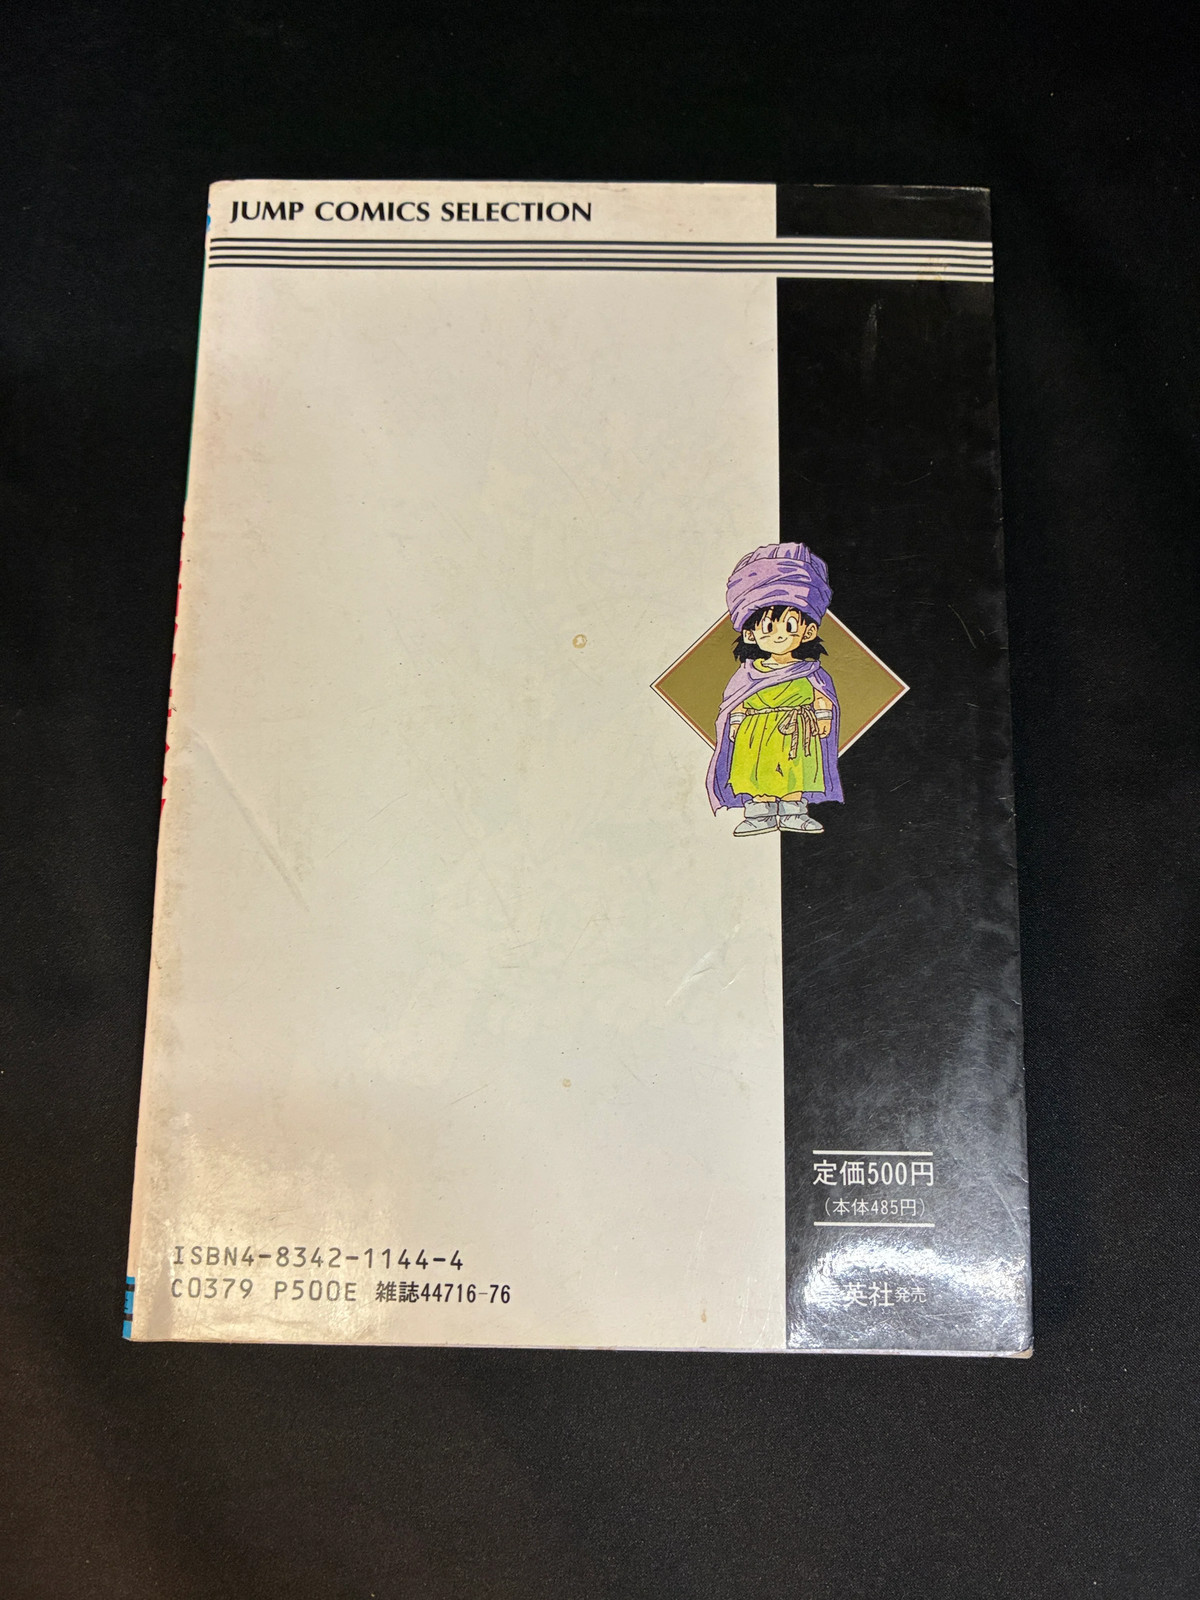 JUMP COMICS SELECTION
定価500円
(本体485円)
英社発売
ISBN4-8342-1144-4
C0379 P500E 雑誌44716-76